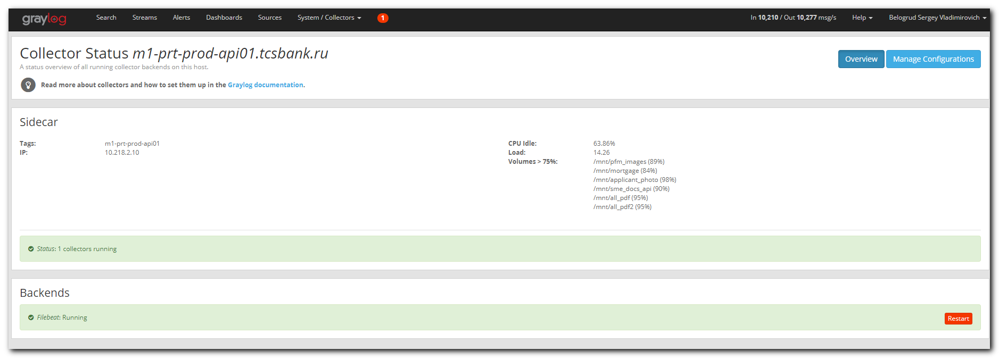 graylog Search Streams Alerts Dashboards Sources System / Collectors 1 In 10,210 / Out 10,277 msg/s Help Belogrud Sergey Vladimirovich
Collector Status m1-prt-prod-api01.tcsbank.ru
A status overview of all running collector backends on this host.
Overview Manage Configurations
Read more about collectors and how to set them up in the Graylog documentation.
Sidecar
Tags: m1-prt-prod-api01
IP: 10.218.2.10
CPU Idle: 63.86%
Load: 14.26
Volumes > 75%: /mnt/pfm_images (89%)
/mnt/mortgage (84%)
/mnt/applicant_photo (98%)
/mnt/sme_docs_api (90%)
/mnt/all_pdf (95%)
/mnt/all_pdf2 (95%)
Status: 1 collectors running
Backends
Filebeat: Running Restart